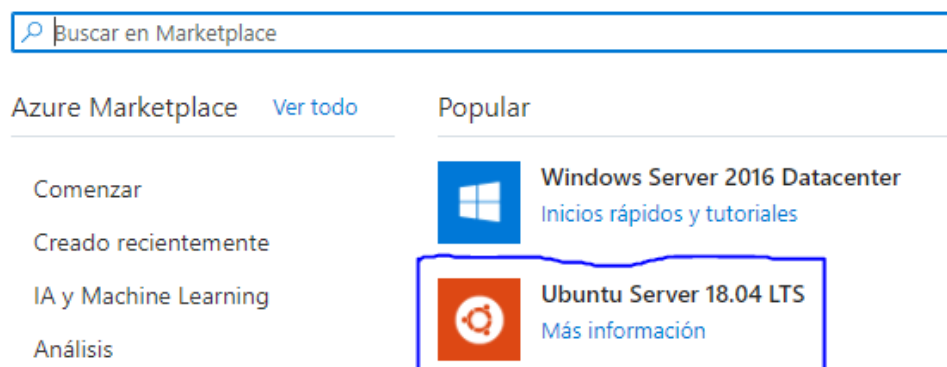 Buscar en Marketplace
Azure Marketplace Ver todo
Comenzar
Creado recientemente
IA y Machine Learning
Análisis
Popular
Windows Server 2016 Datacenter
Inicios rápidos y tutoriales
Ubuntu Server 18.04 LTS
Más información